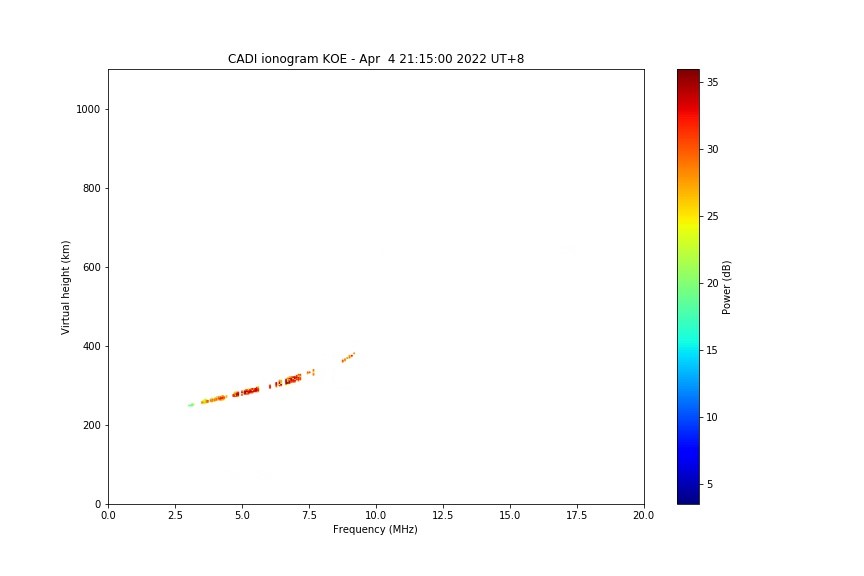 CADI ionogram KOE - Apr  4 21:15:00 2022 UT+8
Virtual height (km)
1000
800
600
400
200
0
0.0 2.5 5.0 7.5 10.0 12.5 15.0 17.5 20.0
Frequency (MHz)
35
30
25
20
15
10
5
Power (dB)